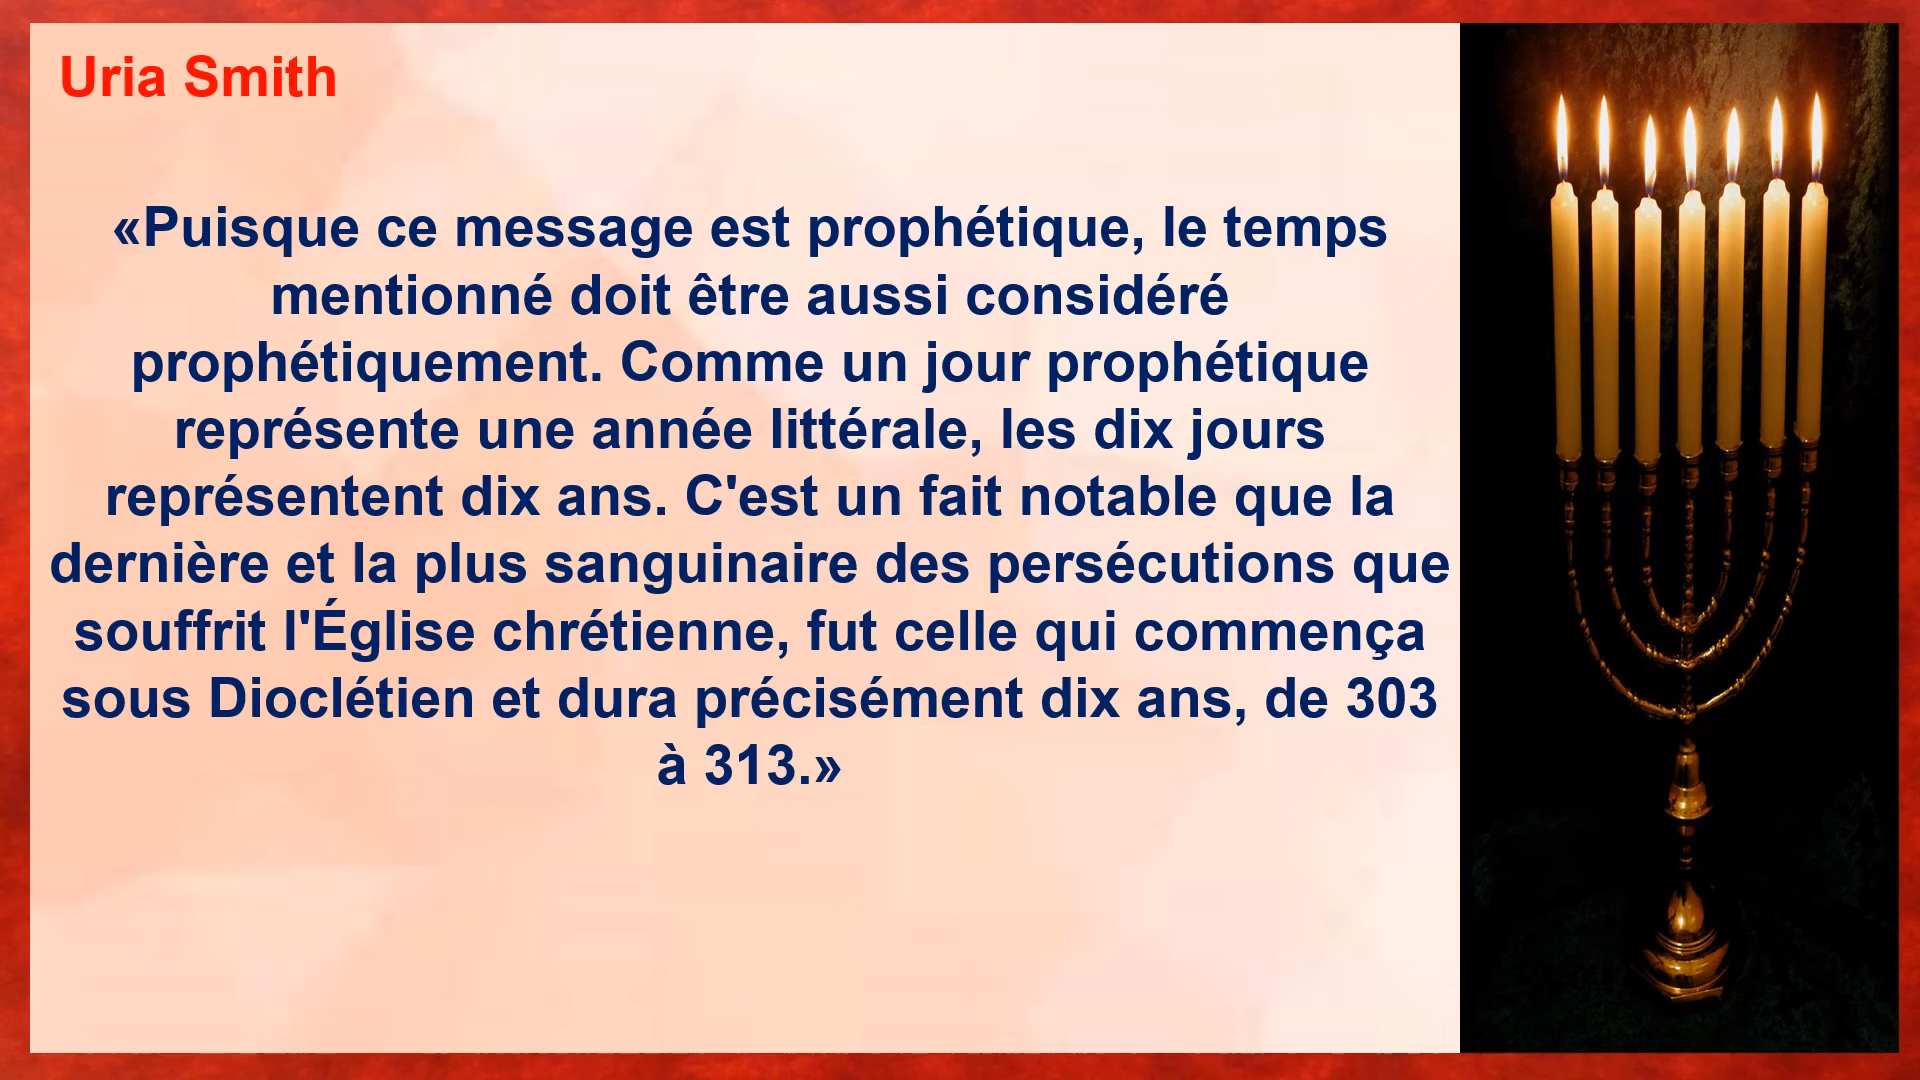 Uria Smith
«Puisque ce message est prophétique, le temps
mentionné doit être aussi considéré
prophétiquement. Comme un jour prophétique
représente une année littérale, les dix jours
représentent dix ans. C'est un fait notable que la
dernière et la plus sanguinaire des persécutions que
souffrit l'Église chrétienne, fut celle qui commença
sous Dioclétien et dura précisément dix ans, de 303
à 313.»